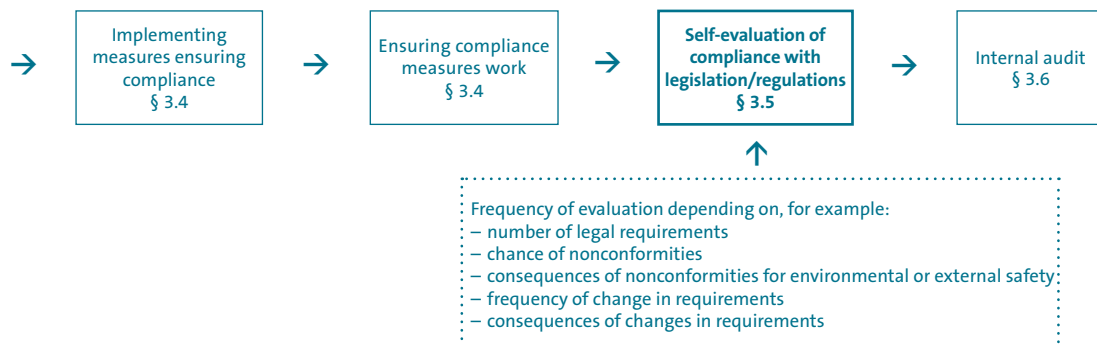 Implementing
measures ensuring
compliance
§ 3.4
Ensuring compliance
measures work
§ 3.4
Self-evaluation of
compliance with
legislation/regulations
§ 3.5
Internal audit
§ 3.6
Frequency of evaluation depending on, for example:
– number of legal requirements
– chance of nonconformities
– consequences of nonconformities for environmental or external safety
– frequency of change in requirements
– consequences of changes in requirements